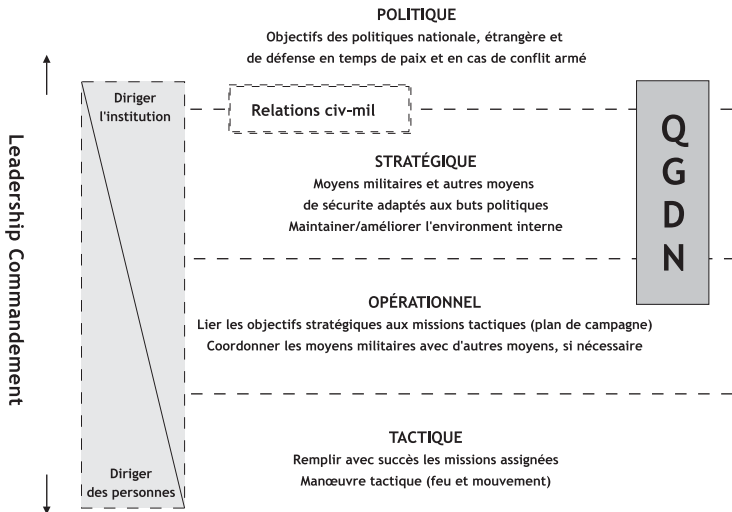 POLITIQUE
Objectifs des politiques nationale, étrangère et
de défense en temps de paix et en cas de conflit armé
Diriger
l'institution
Relations civ-mil
Q
G
D
N
Leadership Commandement
STRATÉGIQUE
Moyens militaires et autres moyens
de sécurite adaptés aux buts politiques
Maintainer/améliorer l'environment interne
OPÉRATIONNEL
Lier les objectifs stratégiques aux missions tactiques (plan de campagne)
Coordonner les moyens militaires avec d'autres moyens, si nécessaire
TACTIQUE
Remplir avec succès les missions assignées
Manœuvre tactique (feu et mouvement)
Diriger
des personnes